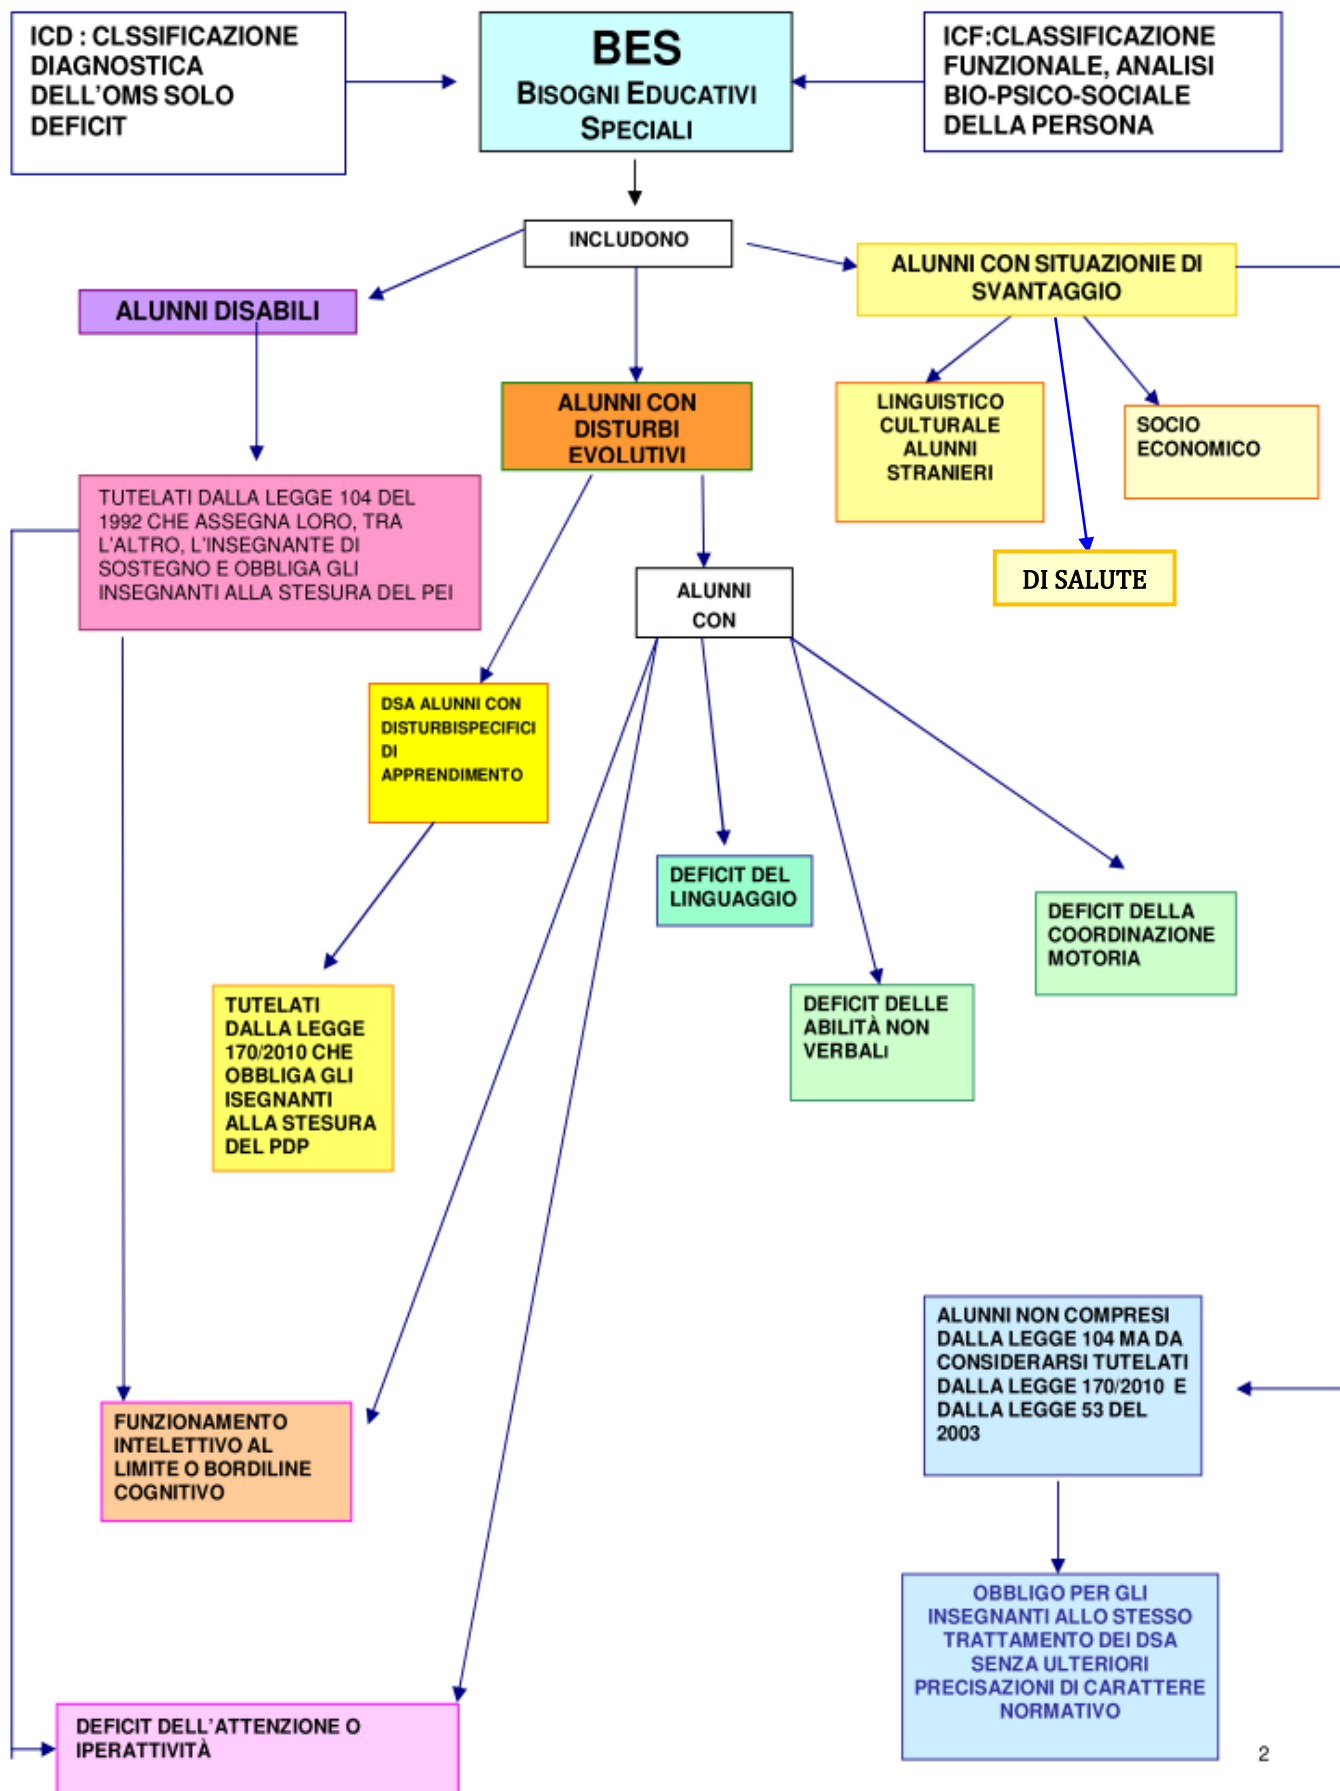 ICD : CLSSIFICAZIONE
DIAGNOSTICA
DELL'OMS SOLO
DEFICIT
BES
BISOGNI EDUCATIVI
SPECIALI
ICF:CLASSIFICAZIONE
FUNZIONALE, ANALISI
BIO-PSICO-SOCIALE
DELLA PERSONA
INCLUDONO
ALUNNI DISABILI
ALUNNI CON SITUAZIONIE DI
SVANTAGGIO
ALUNNI CON
DISTURBI
EVOLUTIVI
LINGUISTICO
CULTURALE
ALUNNI
STRANIERI
SOCIO
ECONOMICO
DI SALUTE
TUTELATI DALLA LEGGE 104 DEL
1992 CHE ASSEGNA LORO, TRA
L'ALTRO, L'INSEGNANTE DI
SOSTEGNO E OBBLIGA GLI
INSEGNANTI ALLA STESURA DEL PEI
ALUNNI
CON
DSA ALUNNI CON
DISTURBISPECIFICI
DI
APPRENDIMENTO
DEFICIT DEL
LINGUAGGIO
DEFICIT DELLA
COORDINAZIONE
MOTORIA
DEFICIT DELLE
ABILITÀ NON
VERBALI
TUTELATI
DALLA LEGGE
170/2010 CHE
OBBLIGA GLI
ISEGNANTI
ALLA STESURA
DEL PDP
ALUNNI NON COMPRESI
DALLA LEGGE 104 MA DA
CONSIDERARSI TUTELATI
DALLA LEGGE 170/2010 E
DALLA LEGGE 53 DEL
2003
FUNZIONAMENTO
INTELETTIVO AL
LIMITE O BORDILINE
COGNITIVO
OBBLIGO PER GLI
INSEGNANTI ALLO STESSO
TRATTAMENTO DEI DSA
SENZA ULTERIORI
PRECISAZIONI DI CARATTERE
NORMATIVO
DEFICIT DELL'ATTENZIONE O
IPERATTIVITÀ
2